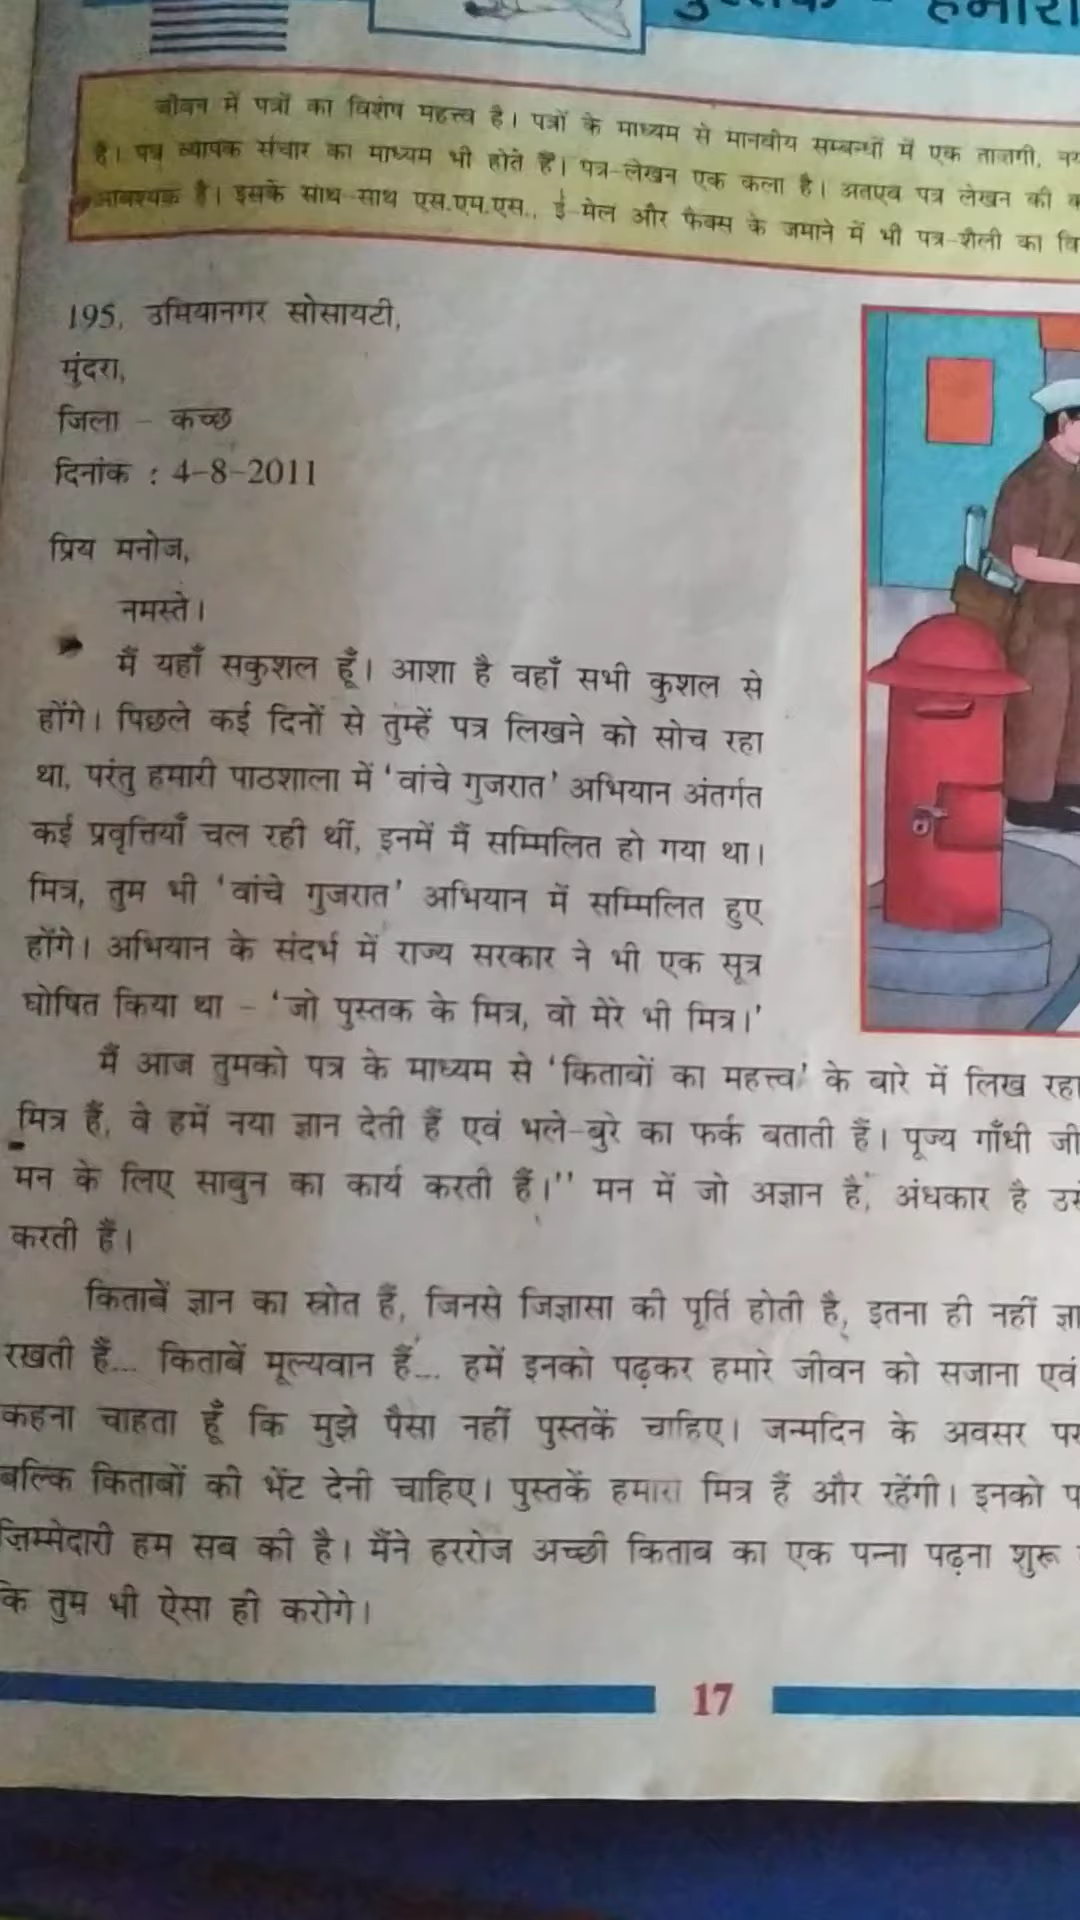 पुस्तक - हमारा
जीवन में पत्रों का विशेष महत्त्व है। पत्रों के माध्यम से मानवीय सम्बन्धों में एक ताज़गी,
है। पत्र व्यापक संचार का माध्यम भी होते हैं। पत्र-लेखन एक कला है। अतएव पत्र लेखन की
आवश्यक है। इसके साथ-साथ एस.एम.एस., ई-मेल और फैक्स के जमाने में भी पत्र-शैली का
195, उमियानगर सोसायटी,
मुंदरा,
जिला - कच्छ
दिनांक : 4-8-2011
प्रिय मनोज,
नमस्ते।
मैं यहाँ सकुशल हूँ। आशा है वहाँ सभी कुशल से
होंगे। पिछले कई दिनों से तुम्हें पत्र लिखने को सोच रहा
था, परंतु हमारी पाठशाला में 'वांचे गुजरात' अभियान अंतर्गत
कई प्रवृत्तियाँ चल रही थीं, इनमें मैं सम्मिलित हो गया था।
मित्र, तुम भी 'वांचे गुजरात' अभियान में सम्मिलित हुए
होंगे। अभियान के संदर्भ में राज्य सरकार ने भी एक सूत्र
घोषित किया था - 'जो पुस्तक के मित्र, वो मेरे भी मित्र।'
मैं आज तुमको पत्र के माध्यम से 'किताबों का महत्त्व' के बारे में लिख रहा
मित्र हैं, वे हमें नया ज्ञान देती हैं एवं भले-बुरे का फर्क बताती हैं। पूज्य गाँधी जी
मन के लिए साबुन का कार्य करती हैं।'' मन में जो अज्ञान है, अंधकार है
करती हैं।
किताबें ज्ञान का स्रोत हैं, जिनसे जिज्ञासा की पूर्ति होती है, इतना ही नहीं
रखती हैं... किताबें मूल्यवान हैं... हमें इनको पढ़कर हमारे जीवन को सजाना एवं
कहना चाहता हूँ कि मुझे पैसा नहीं पुस्तकें चाहिए। जन्मदिन के अवसर पर
बल्कि किताबों की भेंट देनी चाहिए। पुस्तकें हमारा मित्र हैं और रहेंगी। इनको
ज़िम्मेदारी हम सब की है। मैंने हररोज अच्छी किताब का एक पन्ना पढ़ना शुरू
कि तुम भी ऐसा ही करोगे।
17